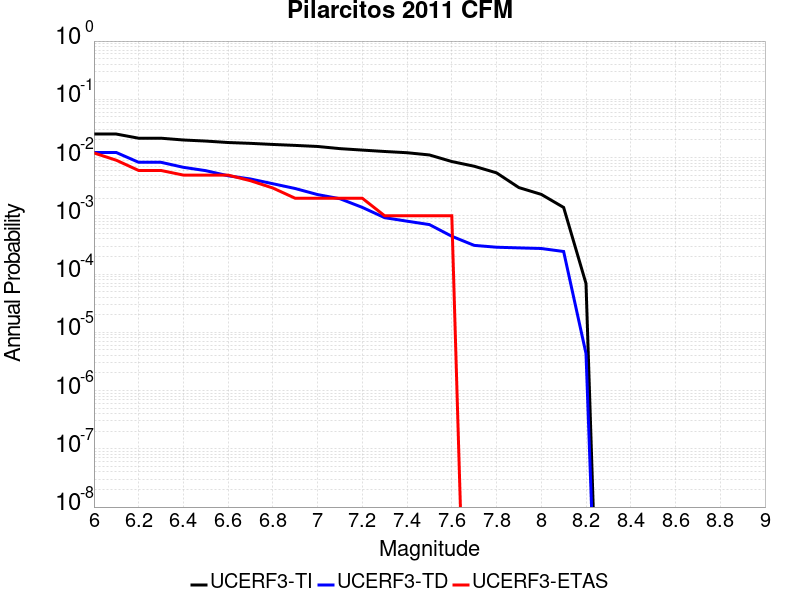 Pilarcitos 2011 CFM
10^0
10^-1
10^-2
10^-3
10^-4
10^-5
10^-6
10^-7
10^-8
Annual Probability
6 6.2 6.4 6.6 6.8 7 7.2 7.4 7.6 7.8 8 8.2 8.4 8.6 8.8 9
Magnitude
UCERF3-TI UCERF3-TD UCERF3-ETAS